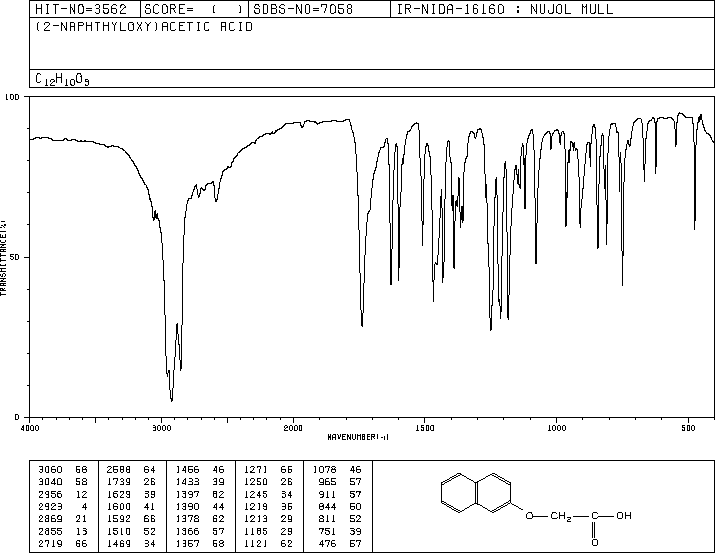 HIT-NO=3562 SCORE= ( ) SDBS-NO=7058 IR-NIDA-16160 : NUJOL MULL
(2-NAPHTHYLOXY)ACETIC ACID
C12H10O3
100
TRANSMITTANCE(%)
50
0
4000 3000 2000 1500 1000 500
WAVENUMBER(-1)
3060 68 2588 64 1456 46 1271 66 1078 46
3040 58 1739 26 1433 39 1250 26 965 57
2956 12 1629 39 1397 62 1245 34 911 57
2923 4 1600 41 1390 44 1219 36 844 50
2869 21 1592 66 1378 62 1213 29 811 52
2855 13 1510 52 1366 57 1185 29 751 39
2719 66 1469 34 1357 58 1121 62 476 57
O CH2 C OH
O